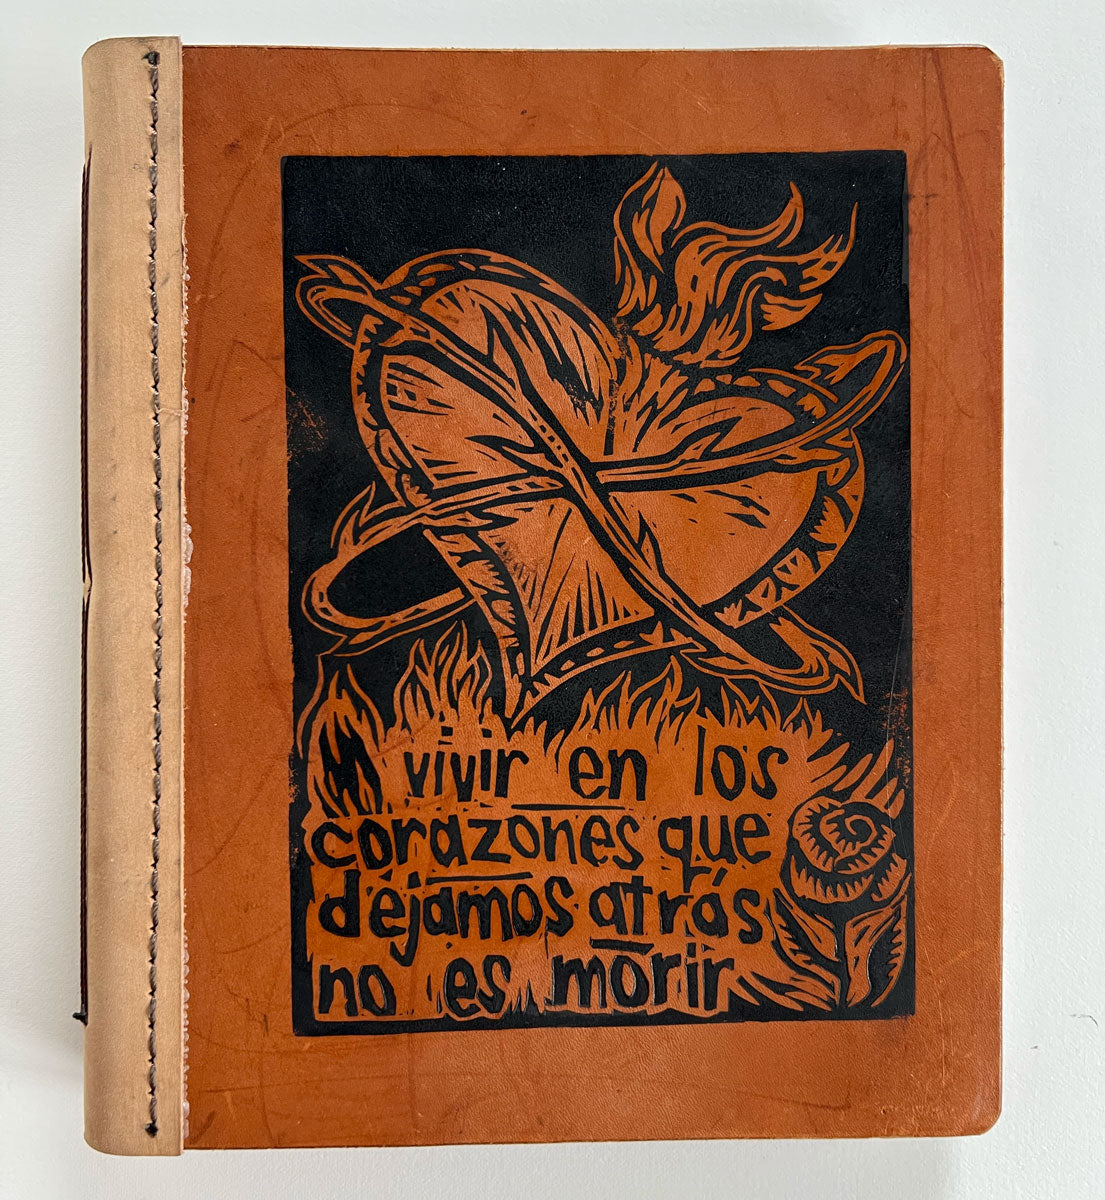 vivir en los
corazones que
dejamos atrás
no es morir